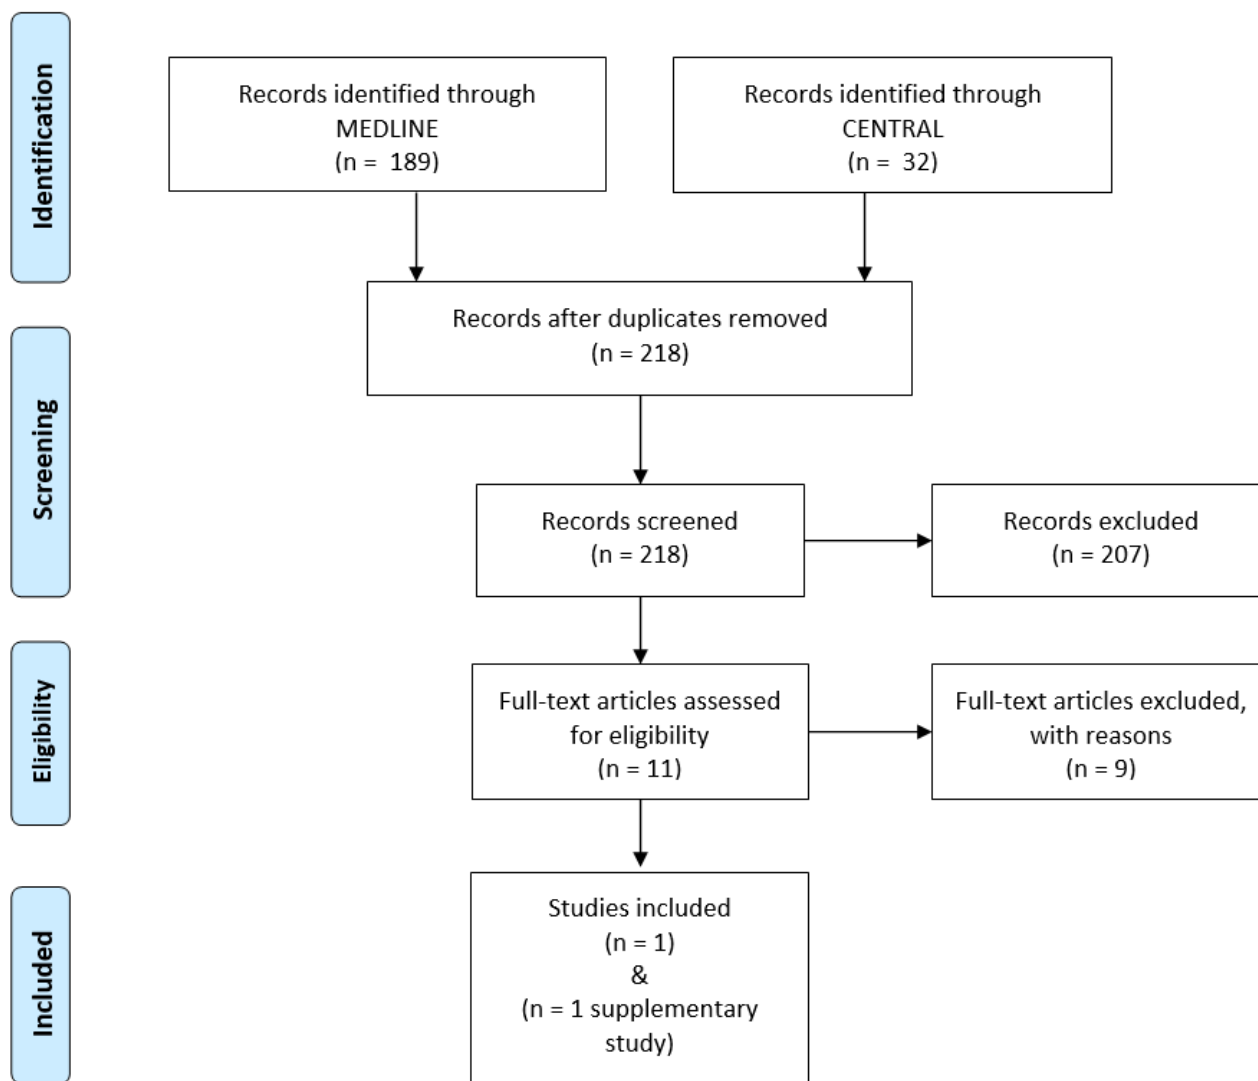 Identification
Records identified through
MEDLINE
(n =  189)
Records identified through
CENTRAL
(n =  32)
Records after duplicates removed
(n = 218)
Screening
Records screened
(n = 218)
Records excluded
(n = 207)
Eligibility
Full-text articles assessed
for eligibility
(n = 11)
Full-text articles excluded,
with reasons
(n = 9)
Included
Studies included
(n = 1)
&
(n = 1 supplementary
study)